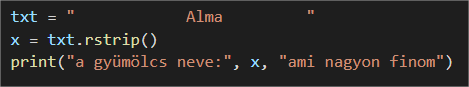 txt = "                Alma            "
x = txt.rstrip()
print("a gyümölcs neve:", x, "ami nagyon finom")